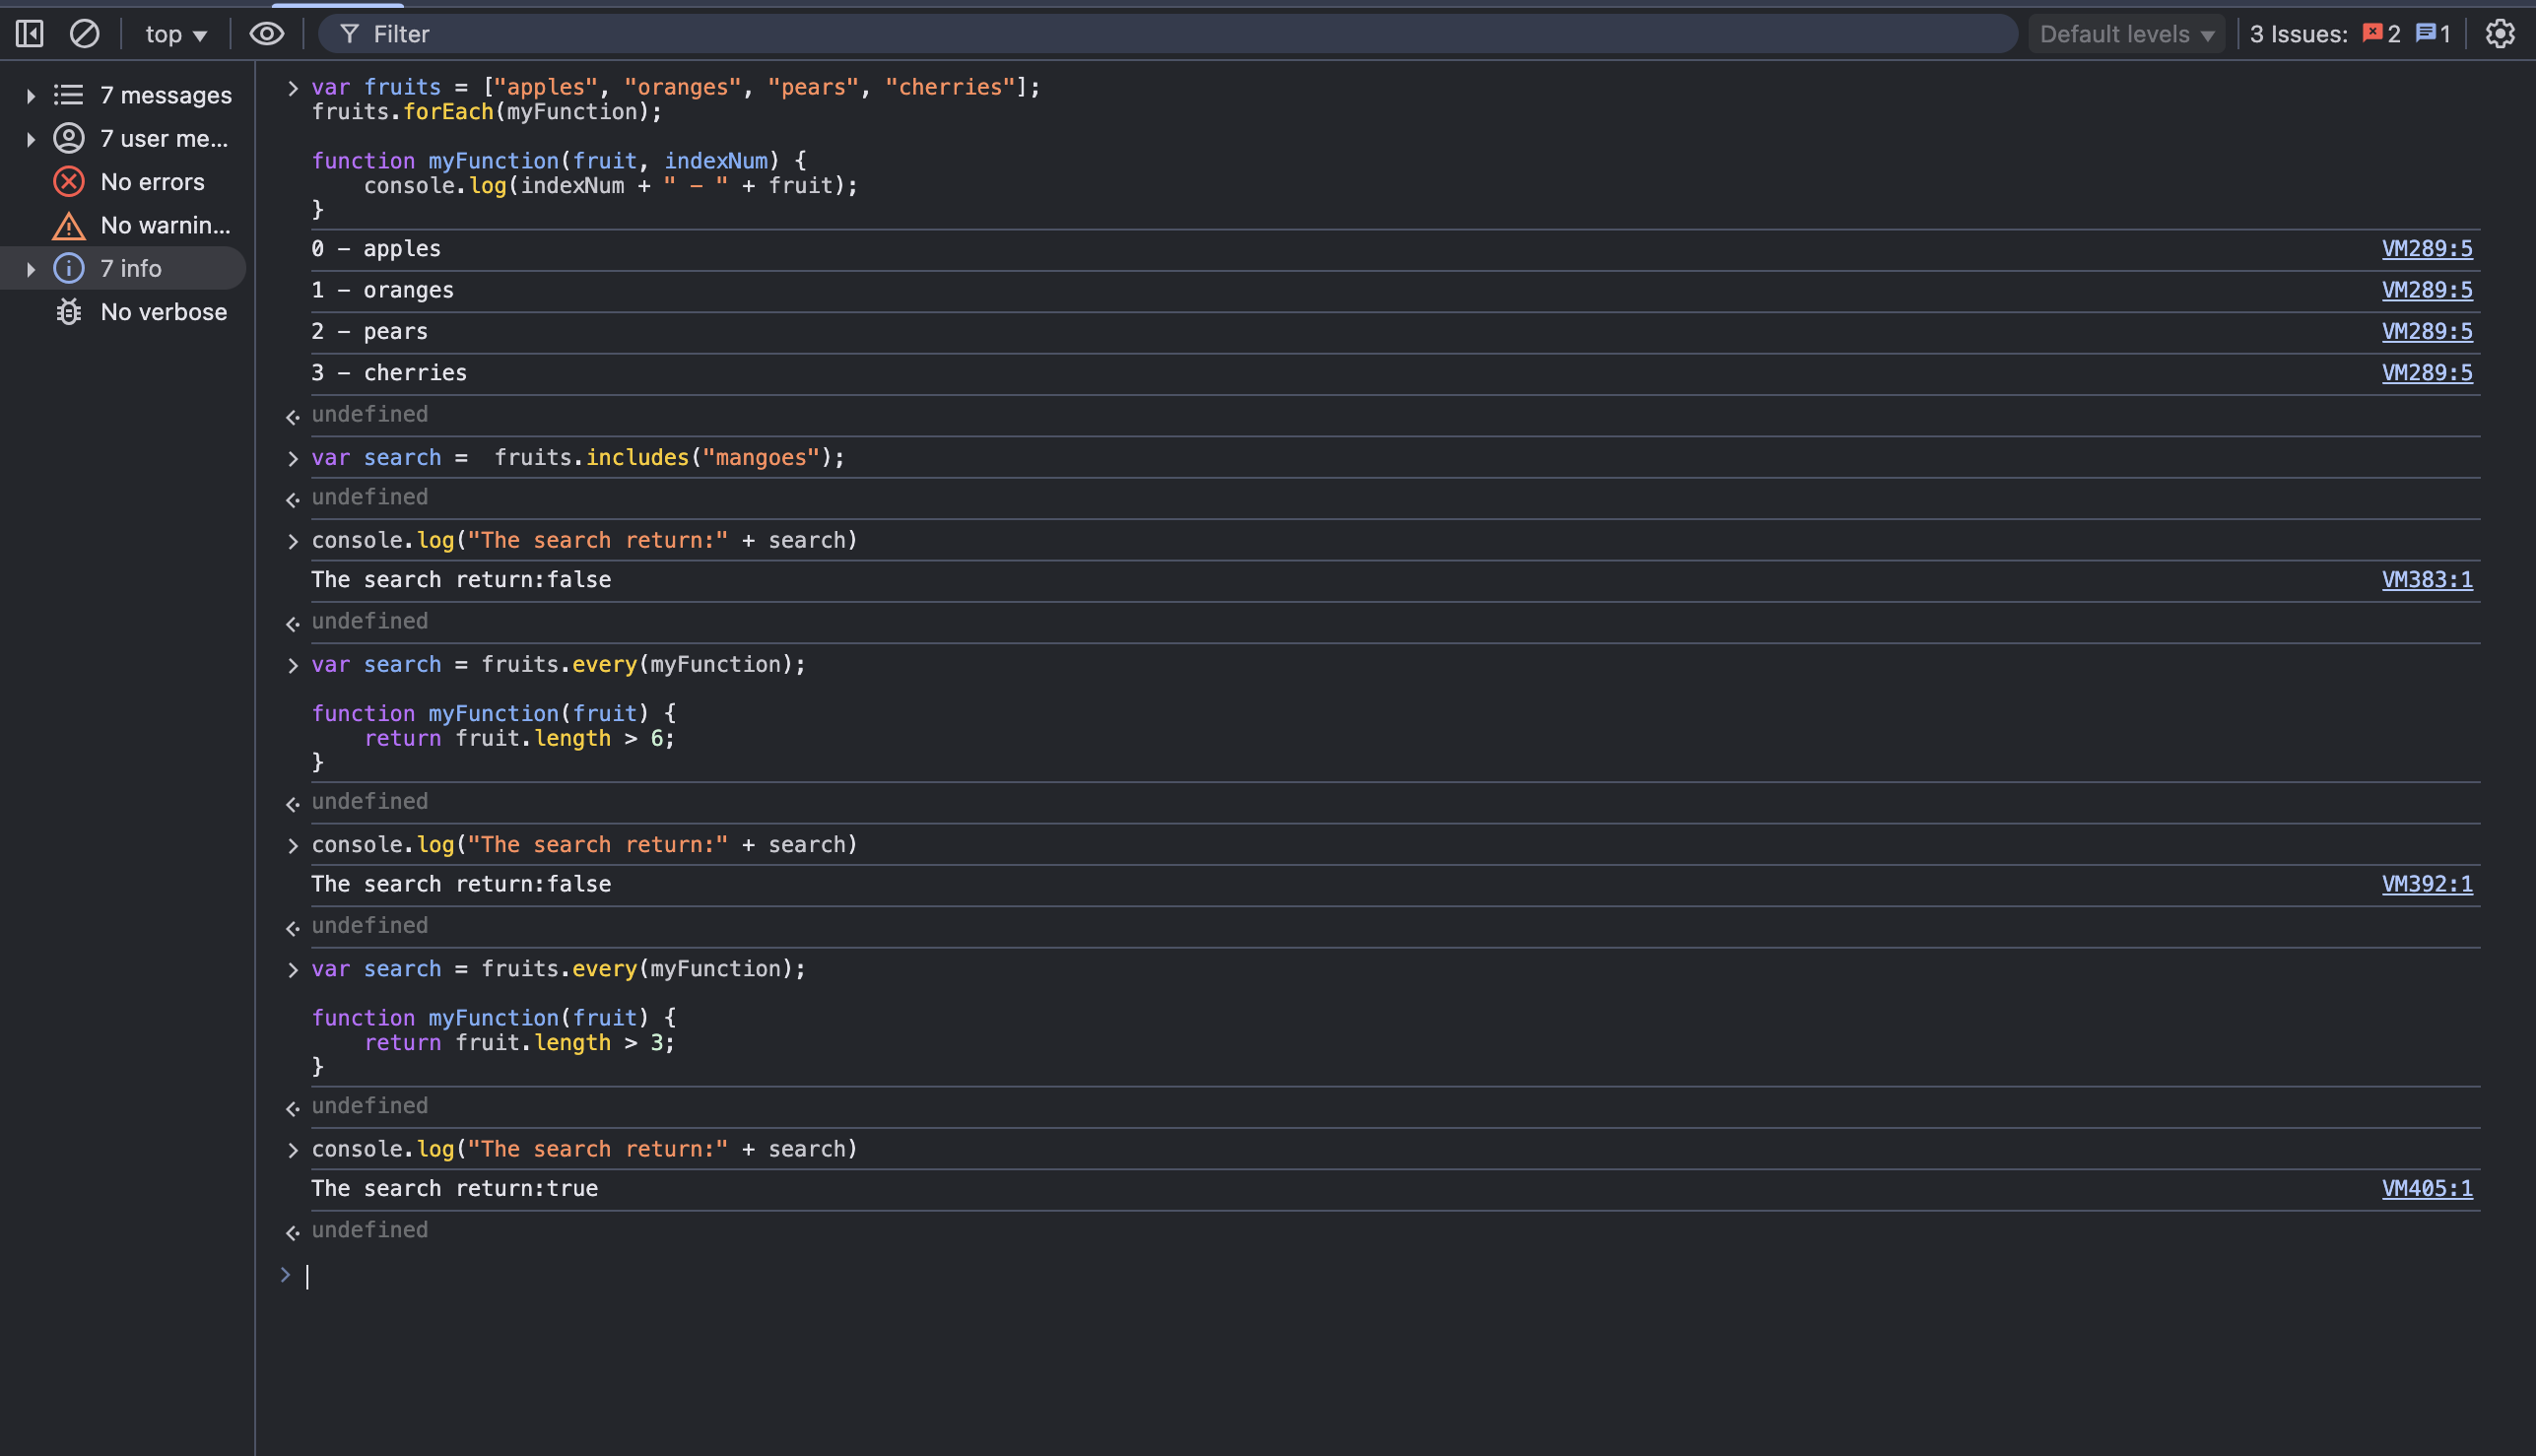 top ▼ Filter Default levels ▼ 3 Issues: 2 1
7 messages
7 user me...
No errors
No warnin...
7 info
No verbose
> var fruits = ["apples", "oranges", "pears", "cherries"];
fruits.forEach(myFunction);
function myFunction(fruit, indexNum) {
    console.log(indexNum + " - " + fruit);
}
0 - apples VM289:5
1 - oranges VM289:5
2 - pears VM289:5
3 - cherries VM289:5
undefined
> var search =  fruits.includes("mangoes");
undefined
> console.log("The search return:" + search)
The search return:false VM383:1
undefined
> var search = fruits.every(myFunction);
function myFunction(fruit) {
    return fruit.length > 6;
}
undefined
> console.log("The search return:" + search)
The search return:false VM392:1
undefined
> var search = fruits.every(myFunction);
function myFunction(fruit) {
    return fruit.length > 3;
}
undefined
> console.log("The search return:" + search)
The search return:true VM405:1
undefined
>